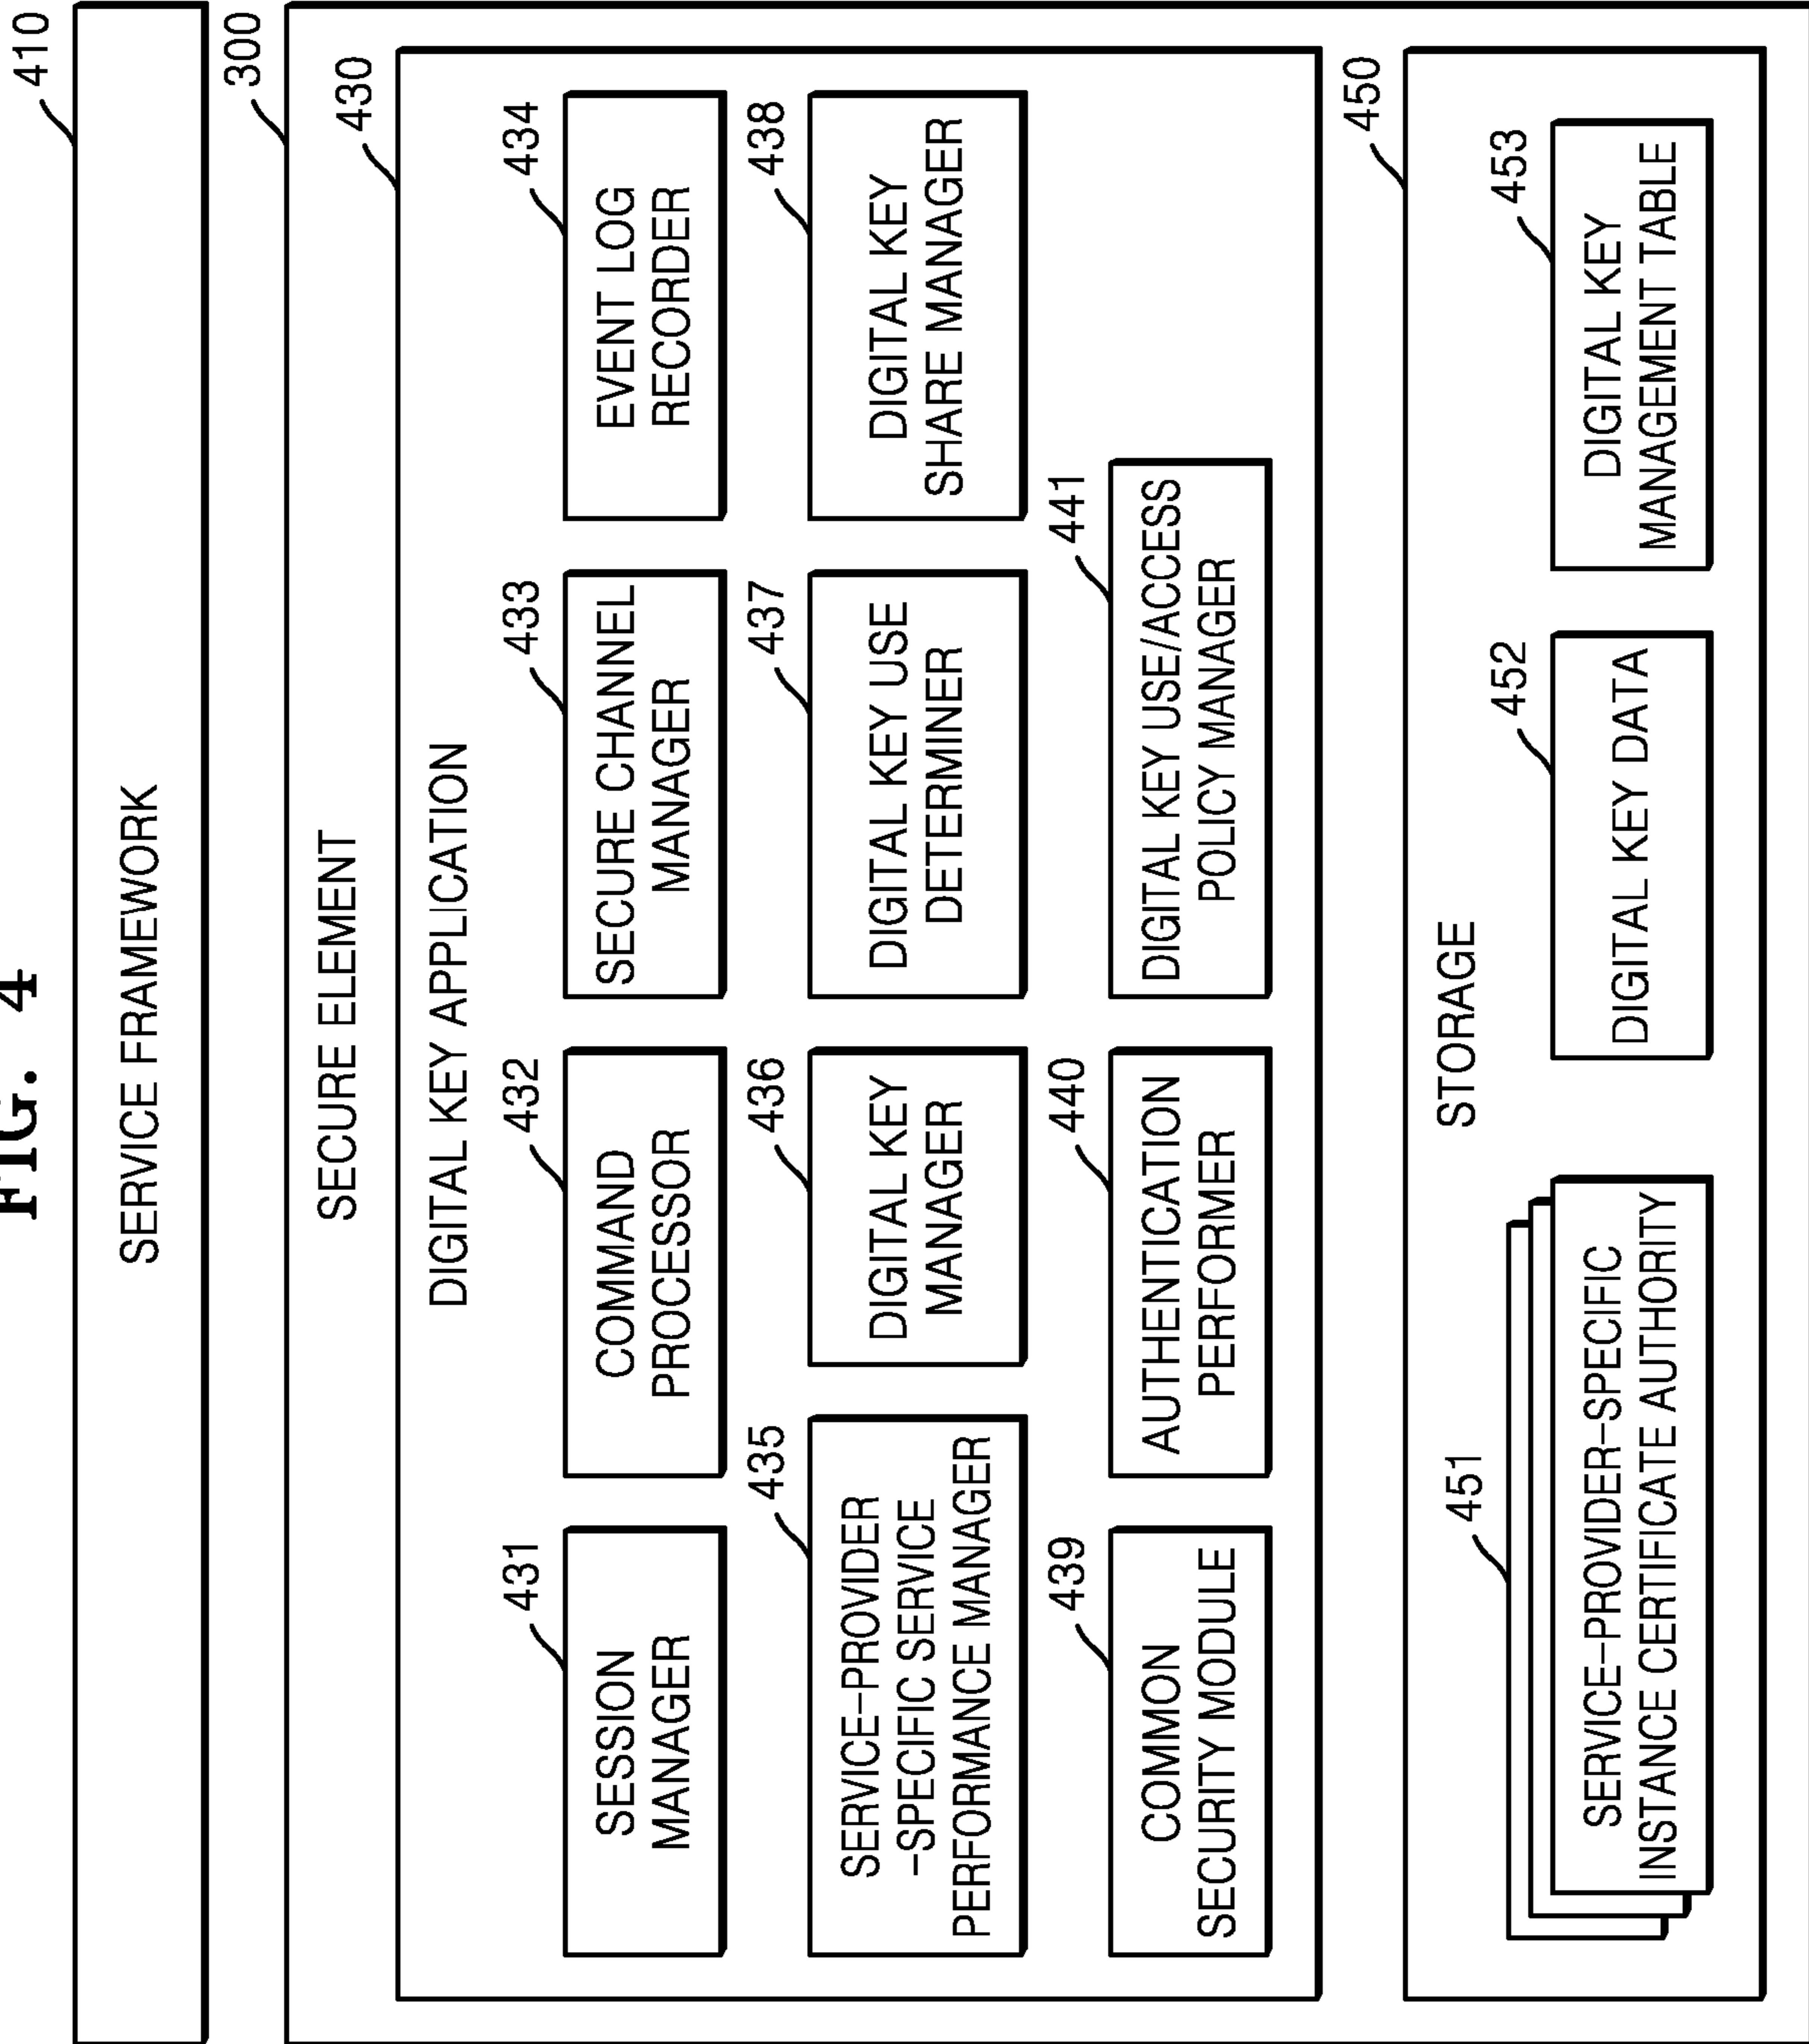 FIG. 4
410
SERVICE FRAMEWORK
300
SECURE ELEMENT
430
DIGITAL KEY APPLICATION
431
SESSION
MANAGER
432
COMMAND
PROCESSOR
433
SECURE CHANNEL
MANAGER
434
EVENT LOG
RECORDER
435
SERVICE-PROVIDER
-SPECIFIC SERVICE
PERFORMANCE MANAGER
436
DIGITAL KEY
MANAGER
437
DIGITAL KEY USE
DETERMINER
438
DIGITAL KEY
SHARE MANAGER
439
COMMON
SECURITY MODULE
440
AUTHENTICATION
PERFORMER
441
DIGITAL KEY USE/ACCESS
POLICY MANAGER
450
STORAGE
451
SERVICE-PROVIDER-SPECIFIC
INSTANCE CERTIFICATE AUTHORITY
452
DIGITAL KEY DATA
453
DIGITAL KEY
MANAGEMENT TABLE